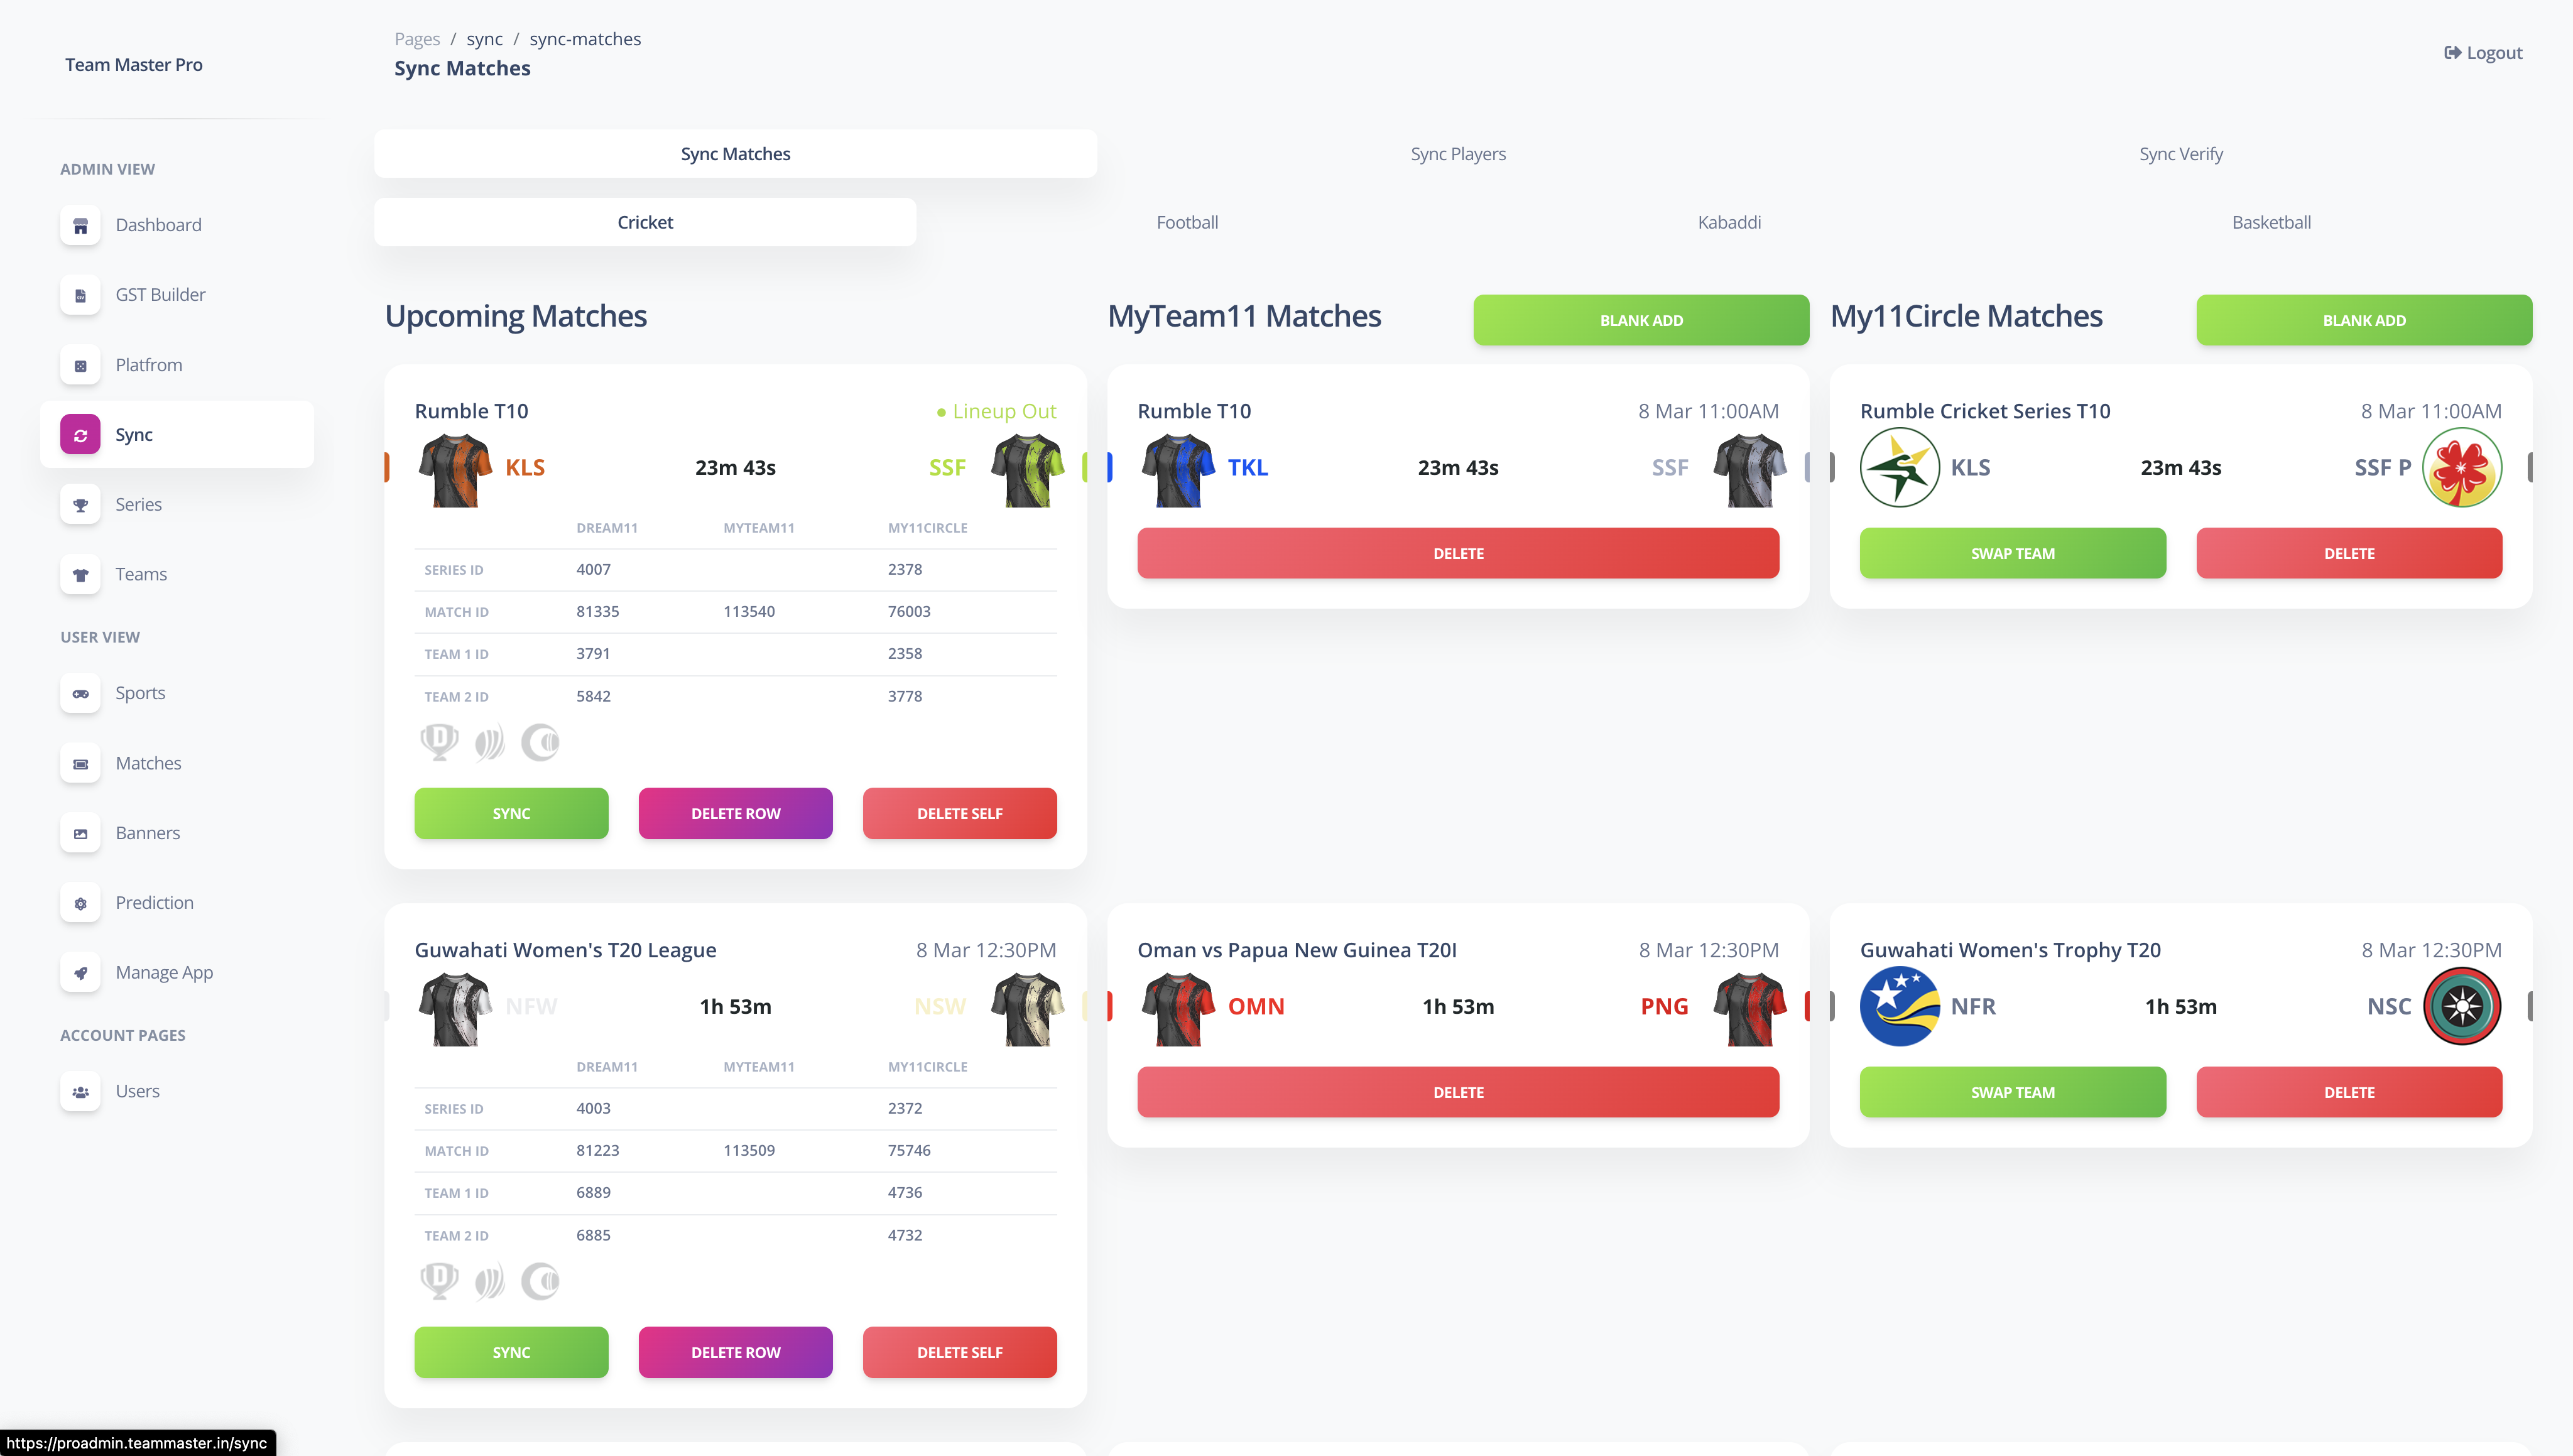 Team Master Pro
ADMIN VIEW
Dashboard
GST Builder
Platfrom
Sync
Series
Teams
USER VIEW
Sports
Matches
Banners
Prediction
Manage App
ACCOUNT PAGES
Users
Pages / sync / sync-matches
Sync Matches
Logout
Sync Matches
Sync Players
Sync Verify
Cricket
Football
Kabaddi
Basketball
Upcoming Matches
Rumble T10
Lineup Out
KLS 23m 43s SSF
DREAM11 MYTEAM11 MY11CIRCLE
SERIES ID 4007 2378
MATCH ID 81335 113540 76003
TEAM 1 ID 3791 2358
TEAM 2 ID 5842 3778
D
SYNC DELETE ROW DELETE SELF
Guwahati Women's T20 League 8 Mar 12:30PM
NFW 1h 53m NSW
DREAM11 MYTEAM11 MY11CIRCLE
SERIES ID 4003 2372
MATCH ID 81223 113509 75746
TEAM 1 ID 6889 4736
TEAM 2 ID 6885 4732
D
SYNC DELETE ROW DELETE SELF
MyTeam11 Matches
BLANK ADD
Rumble T10 8 Mar 11:00AM
TKL 23m 43s SSF
DELETE
Oman vs Papua New Guinea T20I 8 Mar 12:30PM
OMN 1h 53m PNG
DELETE
My11Circle Matches
BLANK ADD
Rumble Cricket Series T10 8 Mar 11:00AM
KLS 23m 43s SSF P
SWAP TEAM DELETE
Guwahati Women's Trophy T20 8 Mar 12:30PM
NFR 1h 53m NSC
SWAP TEAM DELETE
https://proadmin.teammaster.in/sync